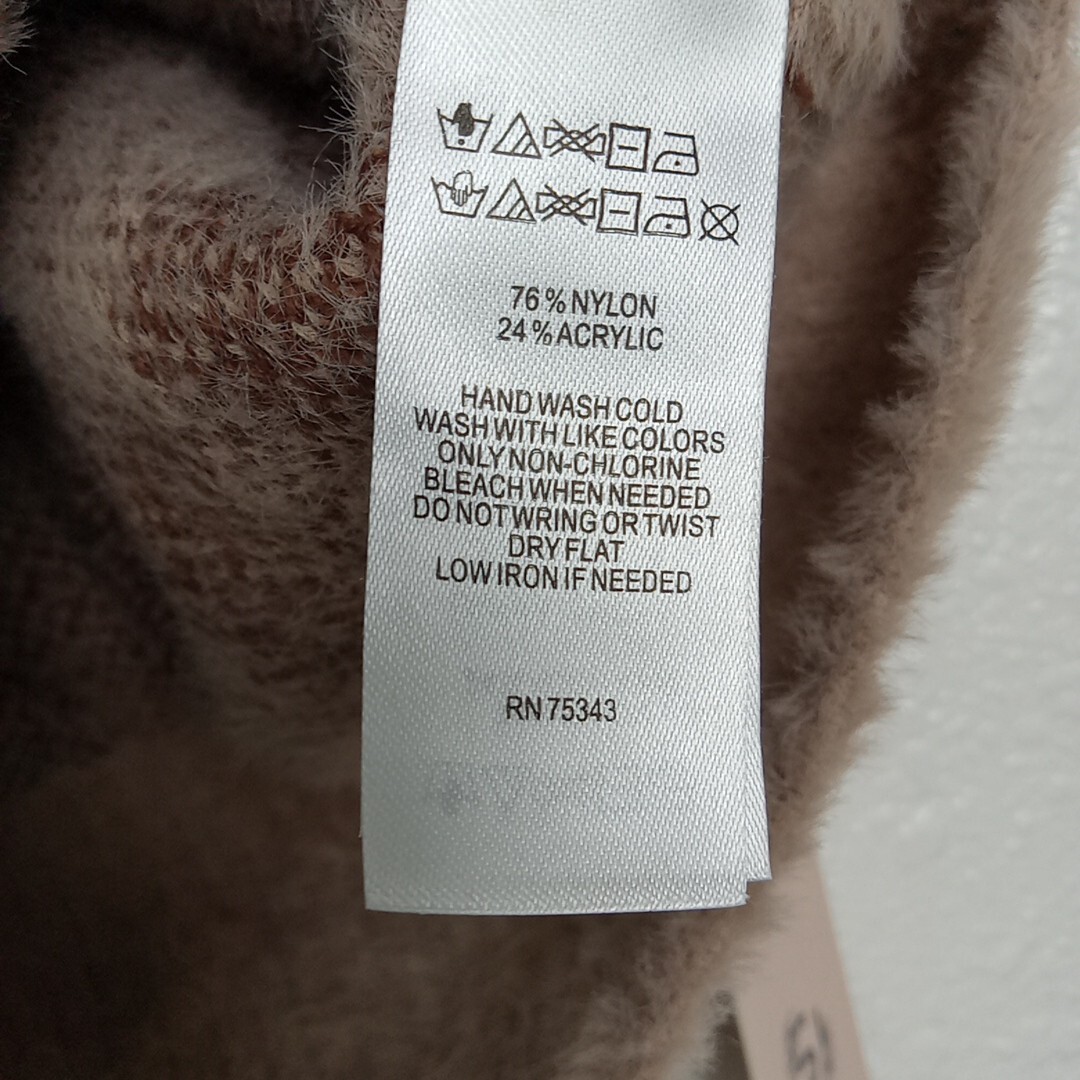 76% NYLON
24% ACRYLIC
HAND WASH COLD
WASH WITH LIKE COLORS
ONLY NON-CHLORINE
BLEACH WHEN NEEDED
DO NOT WRING OR TWIST
DRY FLAT
LOW IRON IF NEEDED
RN 75343